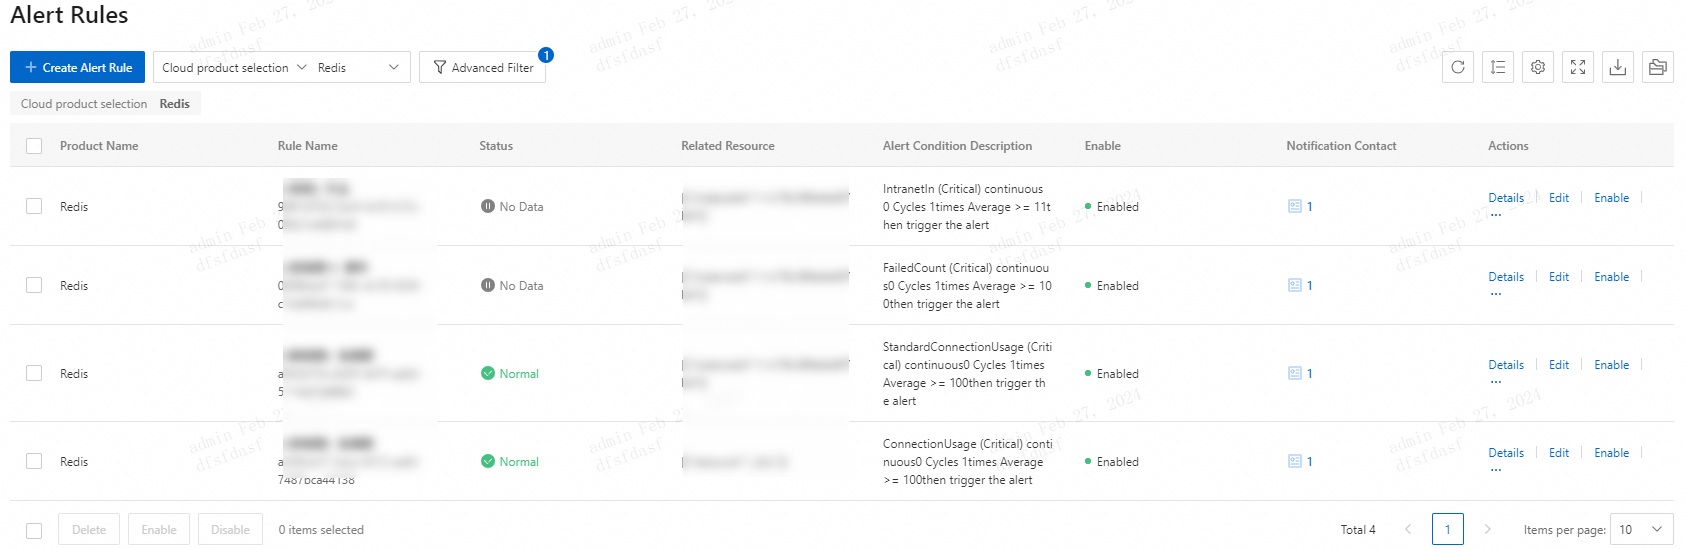 Alert Rules
Create Alert Rule
Cloud product selection
Redis
Advanced Filter
1
Cloud product selection Redis
Product Name
Rule Name
Status
Related Resource
Alert Condition Description
Enable
Notification Contact
Actions
Redis
No Data
IntranetIn (Critical) continuous
0 Cycles 1times Average >= 11t
hen trigger the alert
Enabled
1
Details
Edit
Enable
...
Redis
No Data
FailedCount (Critical) continuou
s0 Cycles 1times Average >= 10
0then trigger the alert
Enabled
1
Details
Edit
Enable
...
Redis
Normal
StandardConnectionUsage (Criti
cal) continuous0 Cycles 1times
Average >= 100then trigger th
e alert
Enabled
1
Details
Edit
Enable
...
Redis
7487bca44138
Normal
ConnectionUsage (Critical) conti
nuous0 Cycles 1times Average
>= 100then trigger the alert
Enabled
1
Details
Edit
Enable
...
Delete
Enable
Disable
0 items selected
Total 4
1
Items per page:
10
admin Feb 27, 2024
dfsfdasf